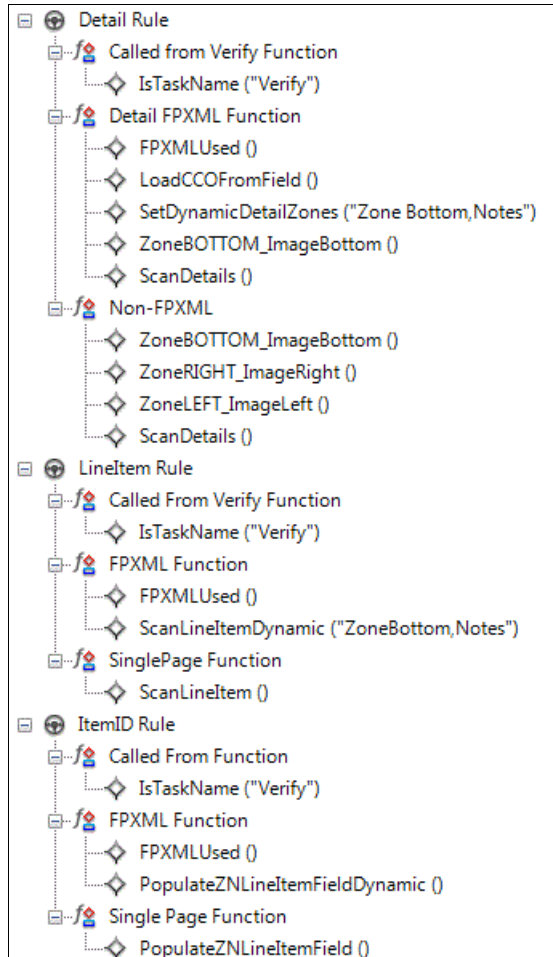 Detail Rule
Called from Verify Function
IsTaskName ("Verify")
Detail FPXML Function
FPXMLUsed ()
LoadCCOFromField ()
SetDynamicDetailZones ("Zone Bottom,Notes")
ZoneBOTTOM_ImageBottom ()
ScanDetails ()
Non-FPXML
ZoneBOTTOM_ImageBottom ()
ZoneRIGHT_ImageRight ()
ZoneLEFT_ImageLeft ()
ScanDetails ()
LineItem Rule
Called From Verify Function
IsTaskName ("Verify")
FPXML Function
FPXMLUsed ()
ScanLineItemDynamic ("ZoneBottom,Notes")
SinglePage Function
ScanLineItem ()
ItemID Rule
Called From Function
IsTaskName ("Verify")
FPXML Function
FPXMLUsed ()
PopulateZNLineItemFieldDynamic ()
Single Page Function
PopulateZNLineItemField ()